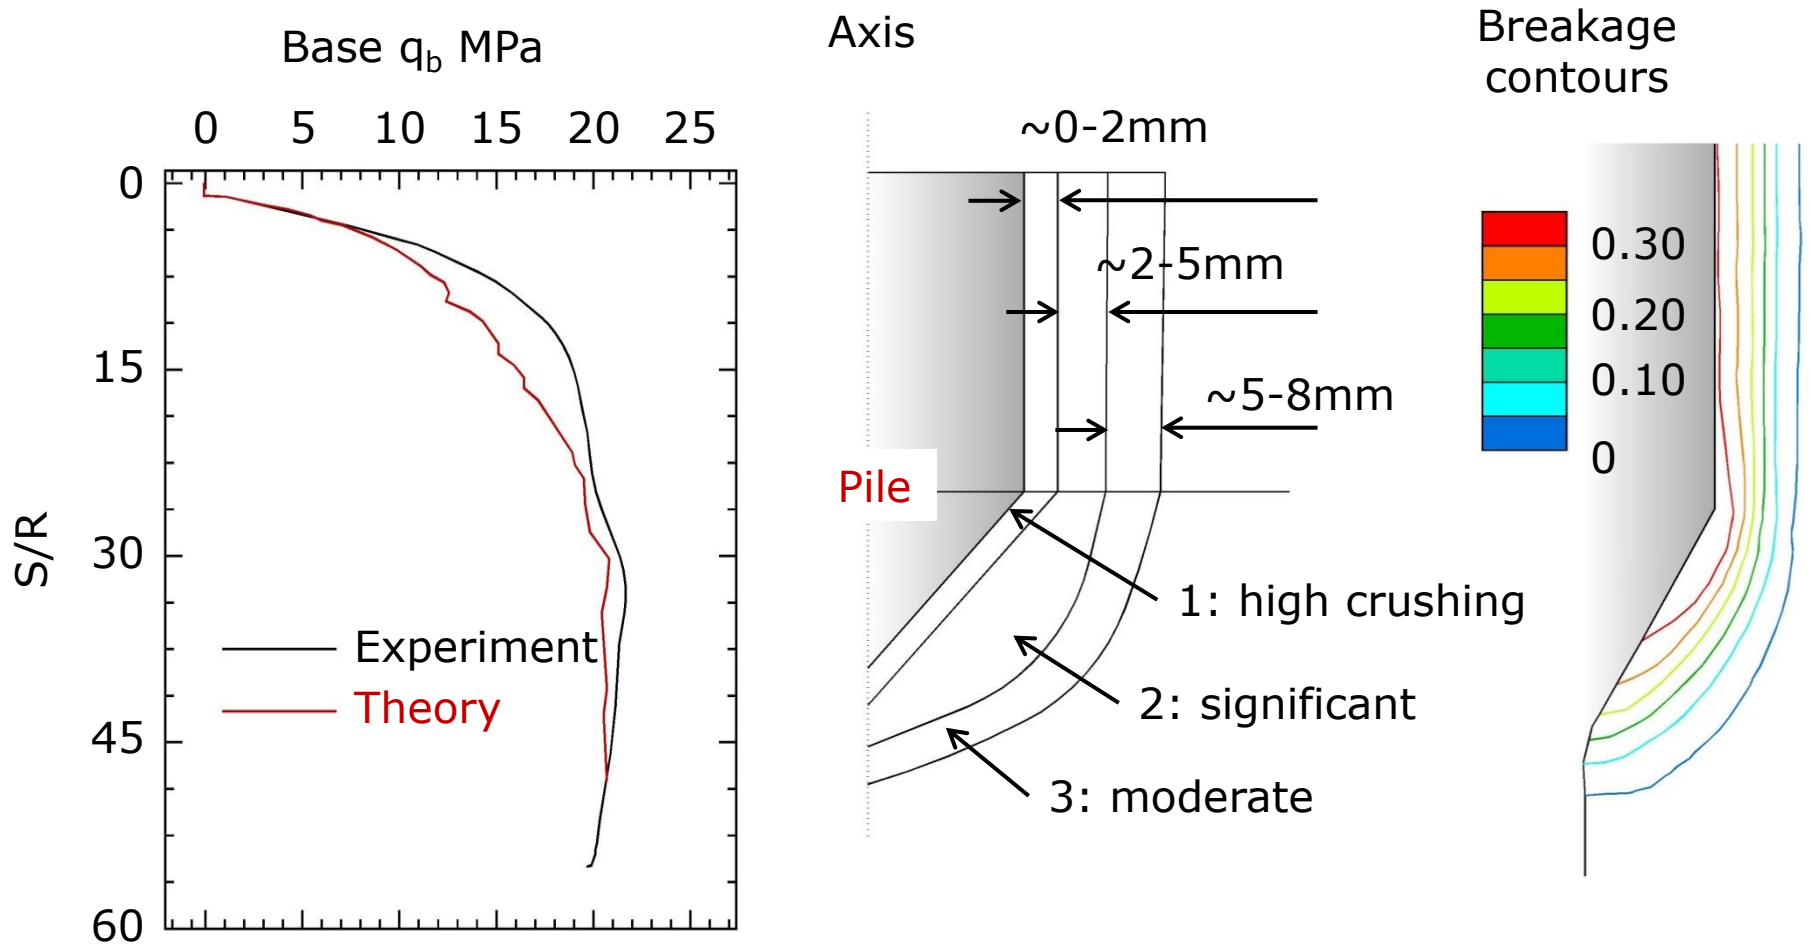 Base qb MPa
0 5 10 15 20 25
0
15
30
45
60
S/R
Experiment
Theory
Axis
~0-2mm
~2-5mm
~5-8mm
Pile
1: high crushing
2: significant
3: moderate
Breakage
contours
0.30
0.20
0.10
0